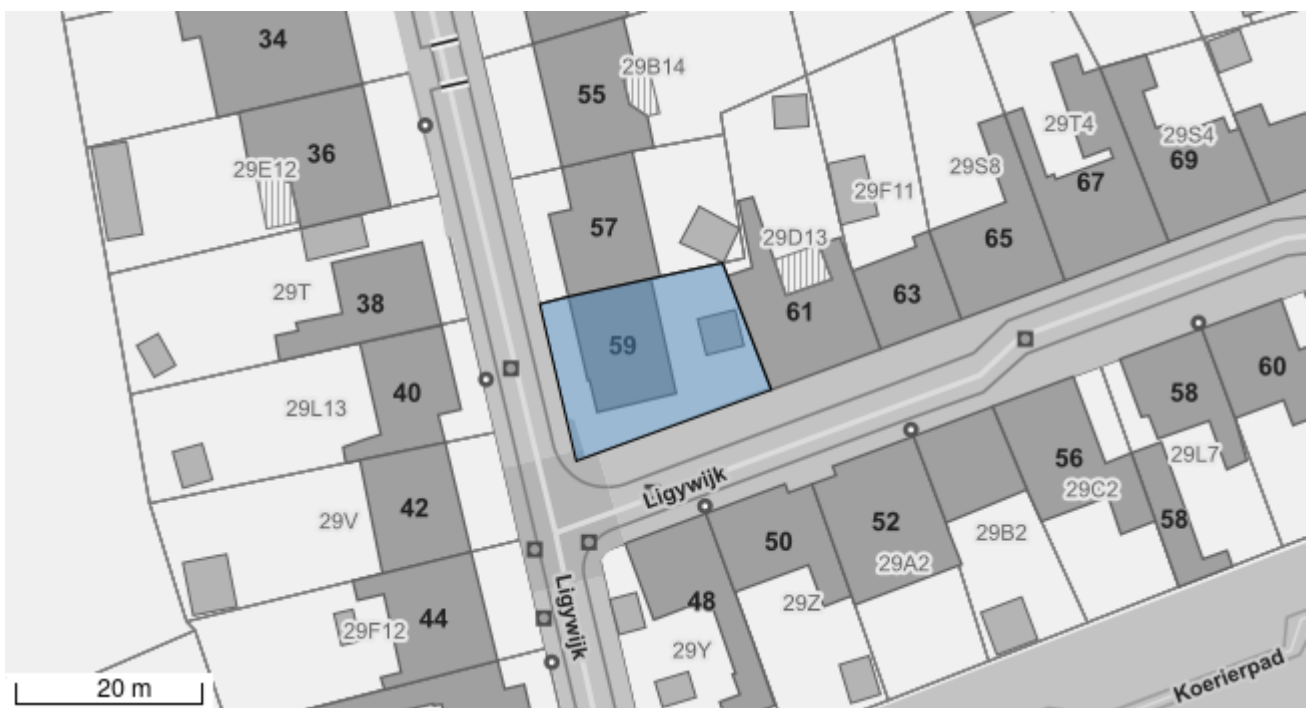 34
55
29B14
36
29E12
29T4
29S4
69
29S8
67
29F11
57
29D13
65
29T
38
63
61
59
58
60
40
29L13
56
29L7
29C2
Ligywijk
42
29V
52
58
50
29B2
29A2
Ligywijk
48
29Z
44
29F12
29Y
Koerierpad
20 m